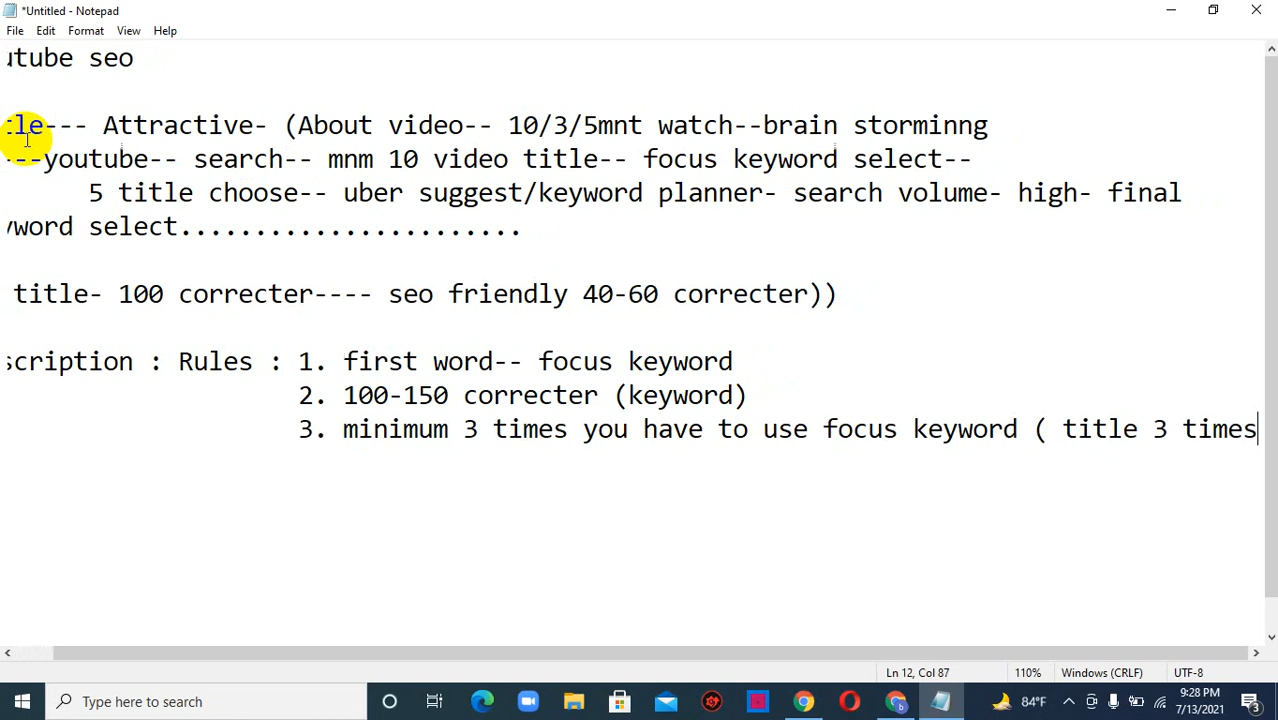 *Untitled - Notepad
File Edit Format View Help
utube seo
tle--- Attractive- (About video-- 10/3/5mnt watch--brain storminng
---youtube-- search-- mnm 10 video title-- focus keyword select--
5 title choose-- uber suggest/keyword planner- search volume- high- final
yword select.......................
title- 100 correcter---- seo friendly 40-60 correcter))
scription : Rules : 1. first word-- focus keyword
2. 100-150 correcter (keyword)
3. minimum 3 times you have to use focus keyword ( title 3 times
Ln 12, Col 87 110% Windows (CRLF) UTF-8
Type here to search 84°F 9:28 PM
7/13/2021 3